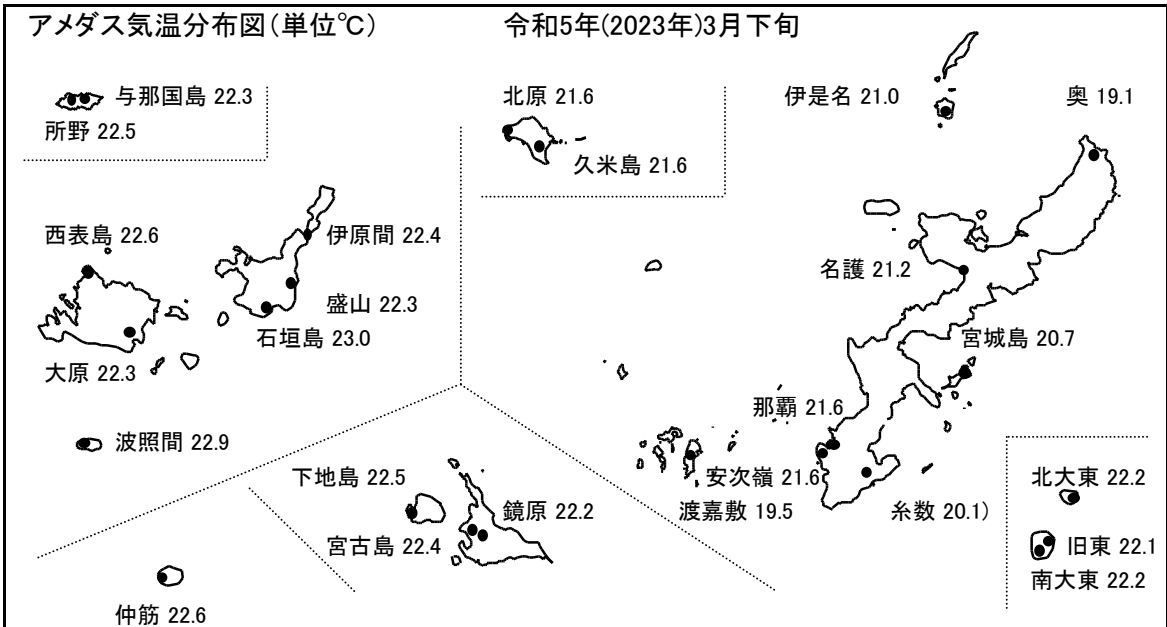 アメダス気温分布図(単位℃)
令和5年(2023年)3月下旬
与那国島 22.3
所野 22.5
北原 21.6
久米島 21.6
伊是名 21.0
奥 19.1
西表島 22.6
伊原間 22.4
盛山 22.3
石垣島 23.0
大原 22.3
名護 21.2
宮城島 20.7
波照間 22.9
那覇 21.6
安次嶺 21.6
渡嘉敷 19.5
糸数 20.1)
下地島 22.5
鏡原 22.2
宮古島 22.4
仲筋 22.6
北大東 22.2
旧東 22.1
南大東 22.2